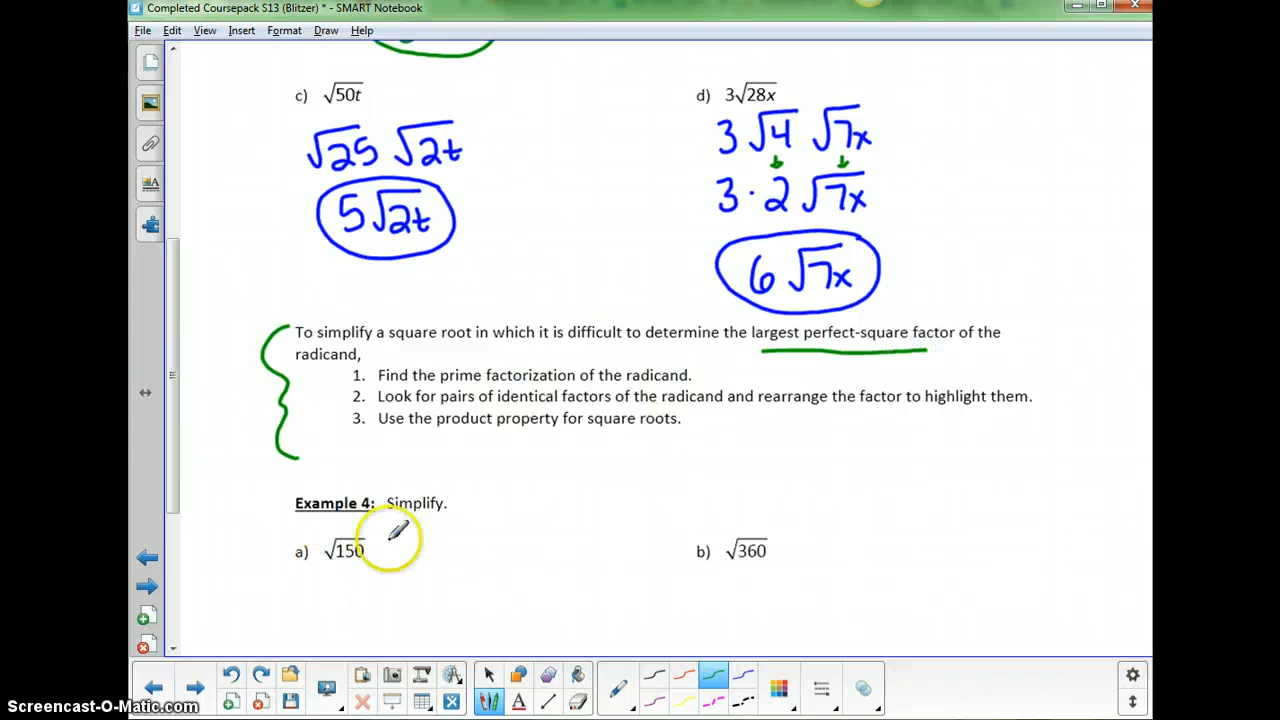 Completed Coursepack S13 (Blitzer) * - SMART Notebook
File Edit View Insert Format Draw Help
c) √50t
d) 3√28x
√25 √2t
3 √4 √7x
5√2t
3 · 2 √7x
6 √7x
To simplify a square root in which it is difficult to determine the largest perfect-square factor of the
radicand,
1. Find the prime factorization of the radicand.
2. Look for pairs of identical factors of the radicand and rearrange the factor to highlight them.
3. Use the product property for square roots.
Example 4: Simplify.
a) √150
b) √360
Screencast-O-Matic.com